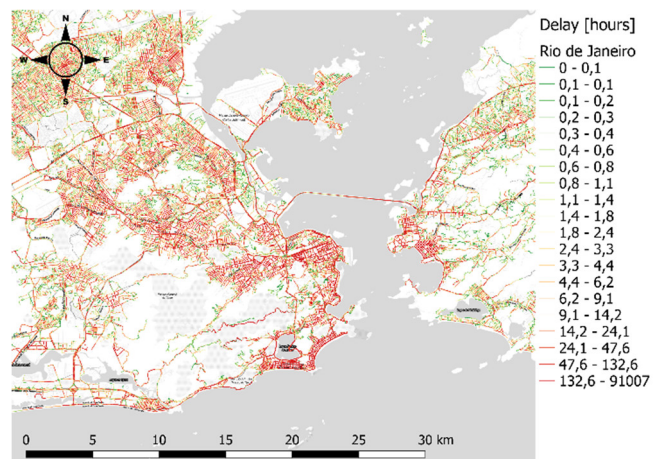 Delay [hours]
Rio de Janeiro
0 - 0,1
0,1 - 0,1
0,1 - 0,2
0,2 - 0,3
0,3 - 0,4
0,4 - 0,6
0,6 - 0,8
0,8 - 1,1
1,1 - 1,4
1,4 - 1,8
1,8 - 2,4
2,4 - 3,3
3,3 - 4,4
4,4 - 6,2
6,2 - 9,1
9,1 - 14,2
14,2 - 24,1
24,1 - 47,6
47,6 - 132,6
132,6 - 91007
N
W E
S
0 5 10 15 20 25 30 km